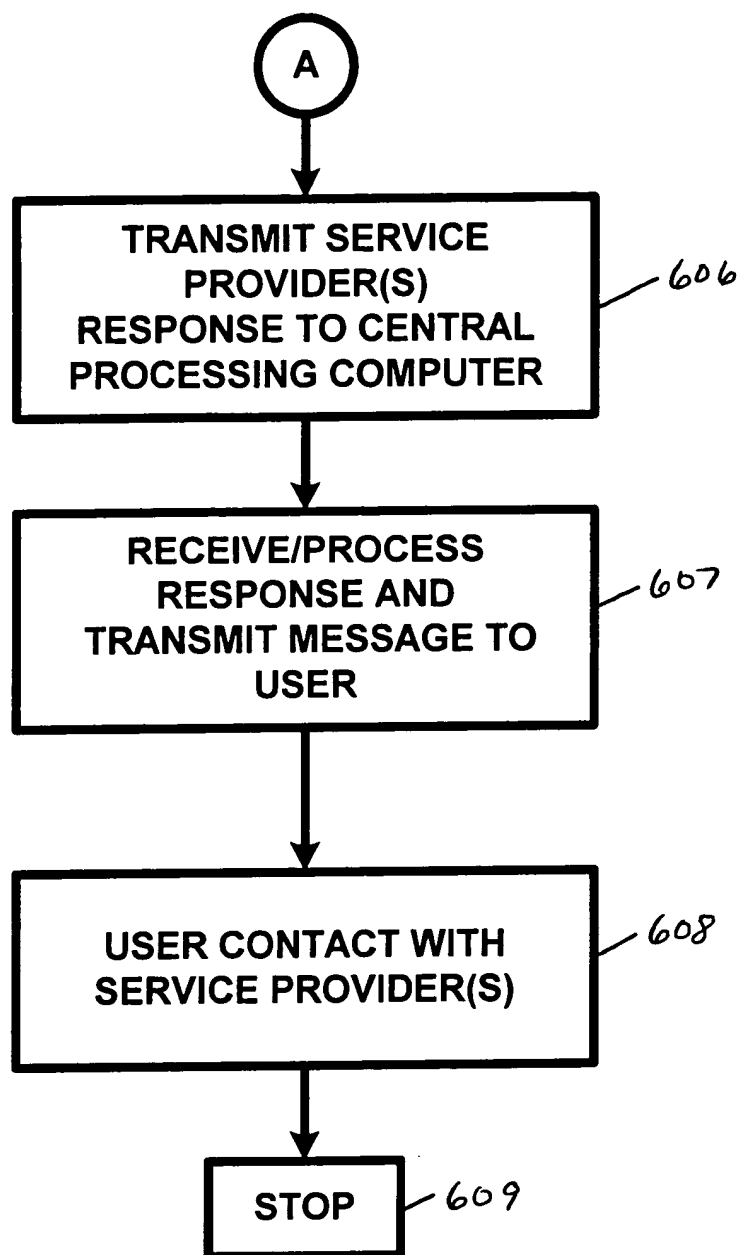 A
TRANSMIT SERVICE
PROVIDER(S)
RESPONSE TO CENTRAL
PROCESSING COMPUTER
606
RECEIVE/PROCESS
RESPONSE AND
TRANSMIT MESSAGE TO
USER
607
USER CONTACT WITH
SERVICE PROVIDER(S)
608
STOP
609